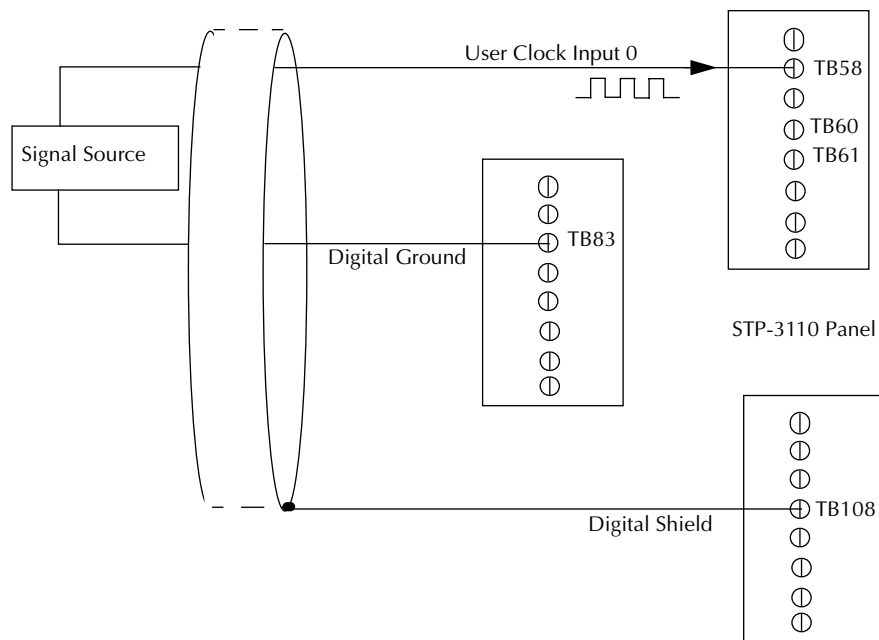 User Clock Input 0
TB58
TB60
Signal Source
TB61
TB83
Digital Ground
STP-3110 Panel
TB108
Digital Shield